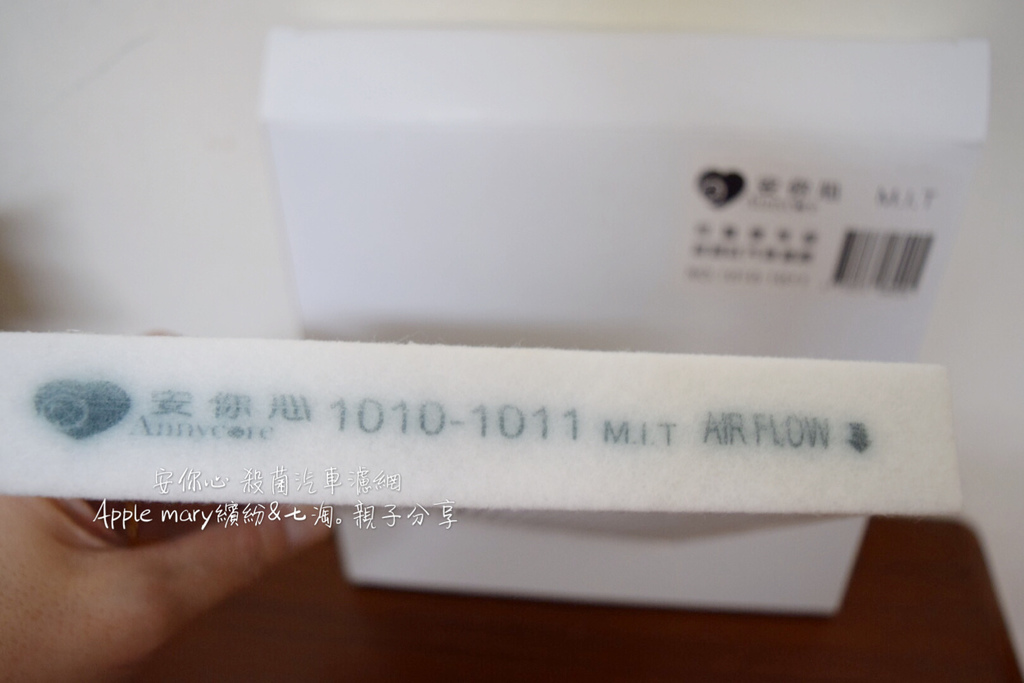 安你心 M.I.T
安你心 1010-1011 M.I.T AIR FLOW
Annycare
安你心 殺菌汽車濾網
Apple mary繽紛&七淘。親子分享